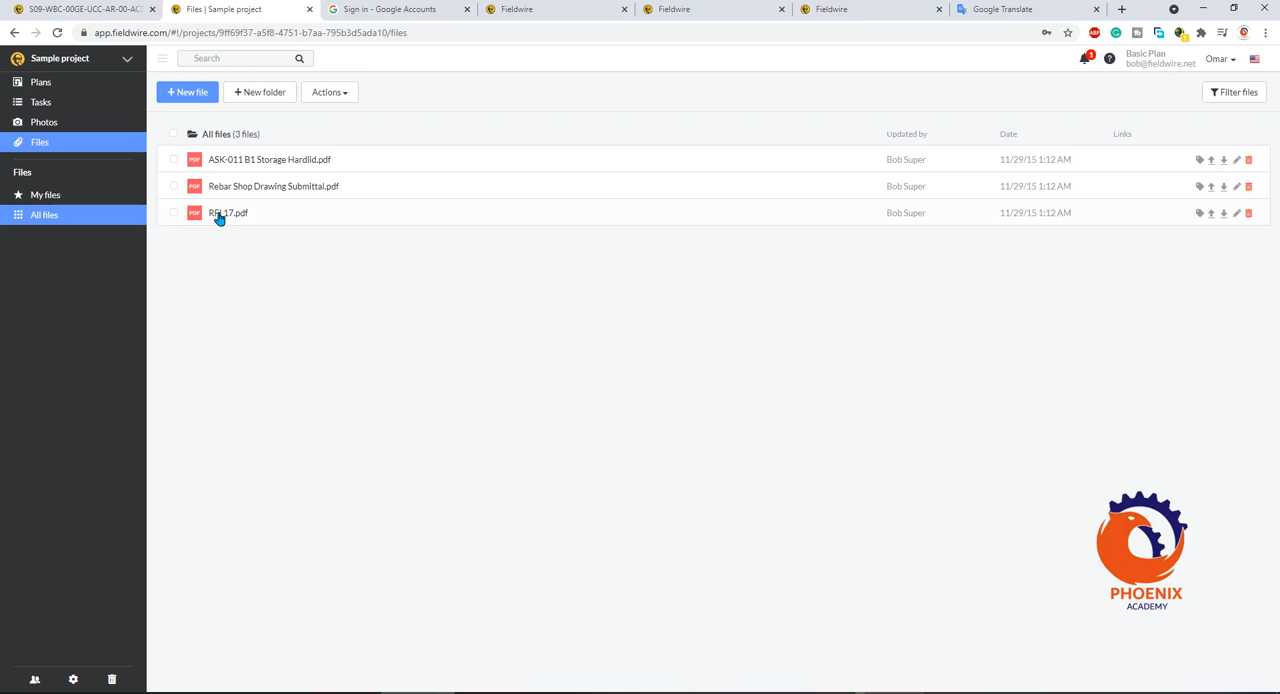 S09-WBC-00GE-UCC-AR-00-ACL
Files | Sample project
Sign in - Google Accounts
Fieldwire
Fieldwire
Fieldwire
Google Translate
app.fieldwire.com/#!/projects/9ff69f37-a5f8-4751-b7aa-795b3d5ada10/files
Sample project
Search
1
Basic Plan
bob@fieldwire.net
Omar
Plans
Tasks
Photos
Files
Files
My files
All files
+ New file
+ New folder
Actions
Filter files
All files (3 files)
Updated by
Date
Links
PDF
ASK-011 B1 Storage Hardlid.pdf
Bob Super
11/29/15 1:12 AM
PDF
Rebar Shop Drawing Submittal.pdf
Bob Super
11/29/15 1:12 AM
PDF
Bob Super
11/29/15 1:12 AM
PHOENIX
ACADEMY